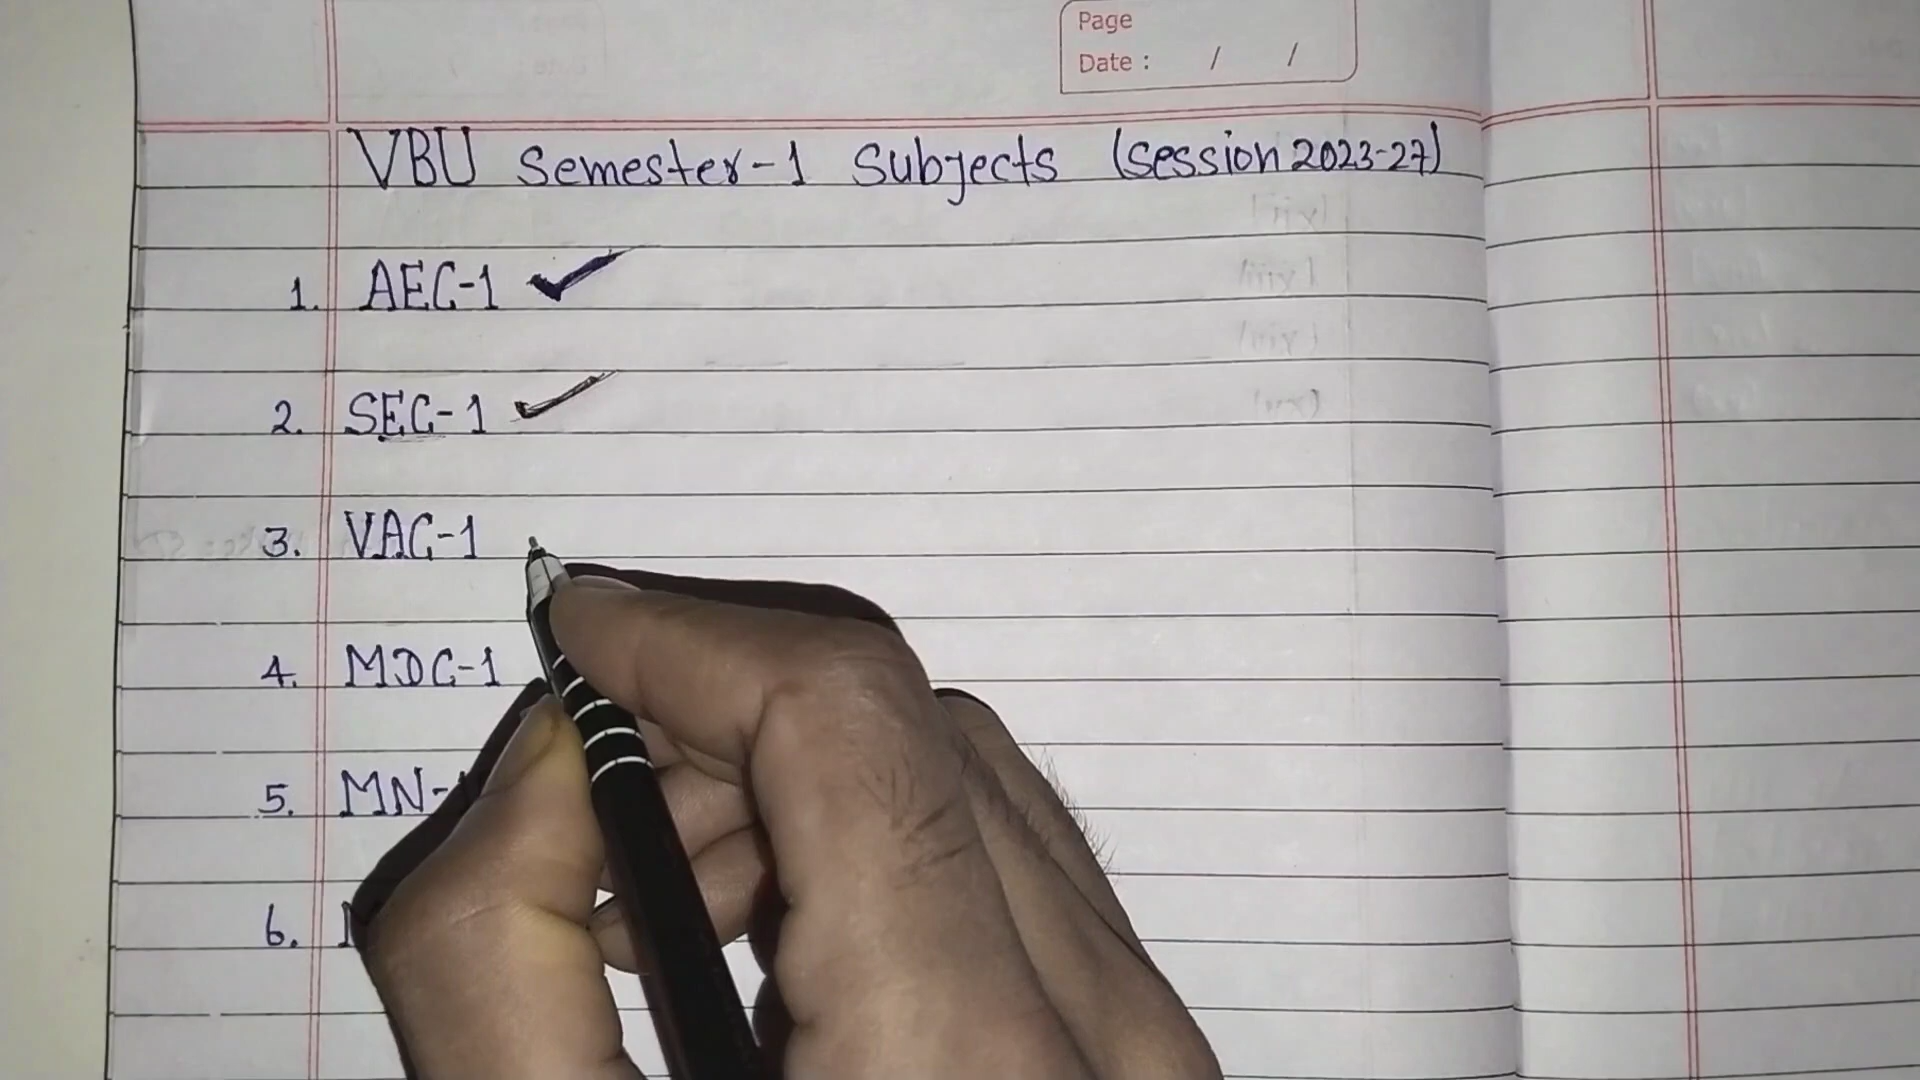 Page
Date : / /
VBU Semester-1 Subjects (Session 2023-27)
1. AEC-1
2. SEC-1
3. VAC-1
4. MDC-1
5. MN-
6.